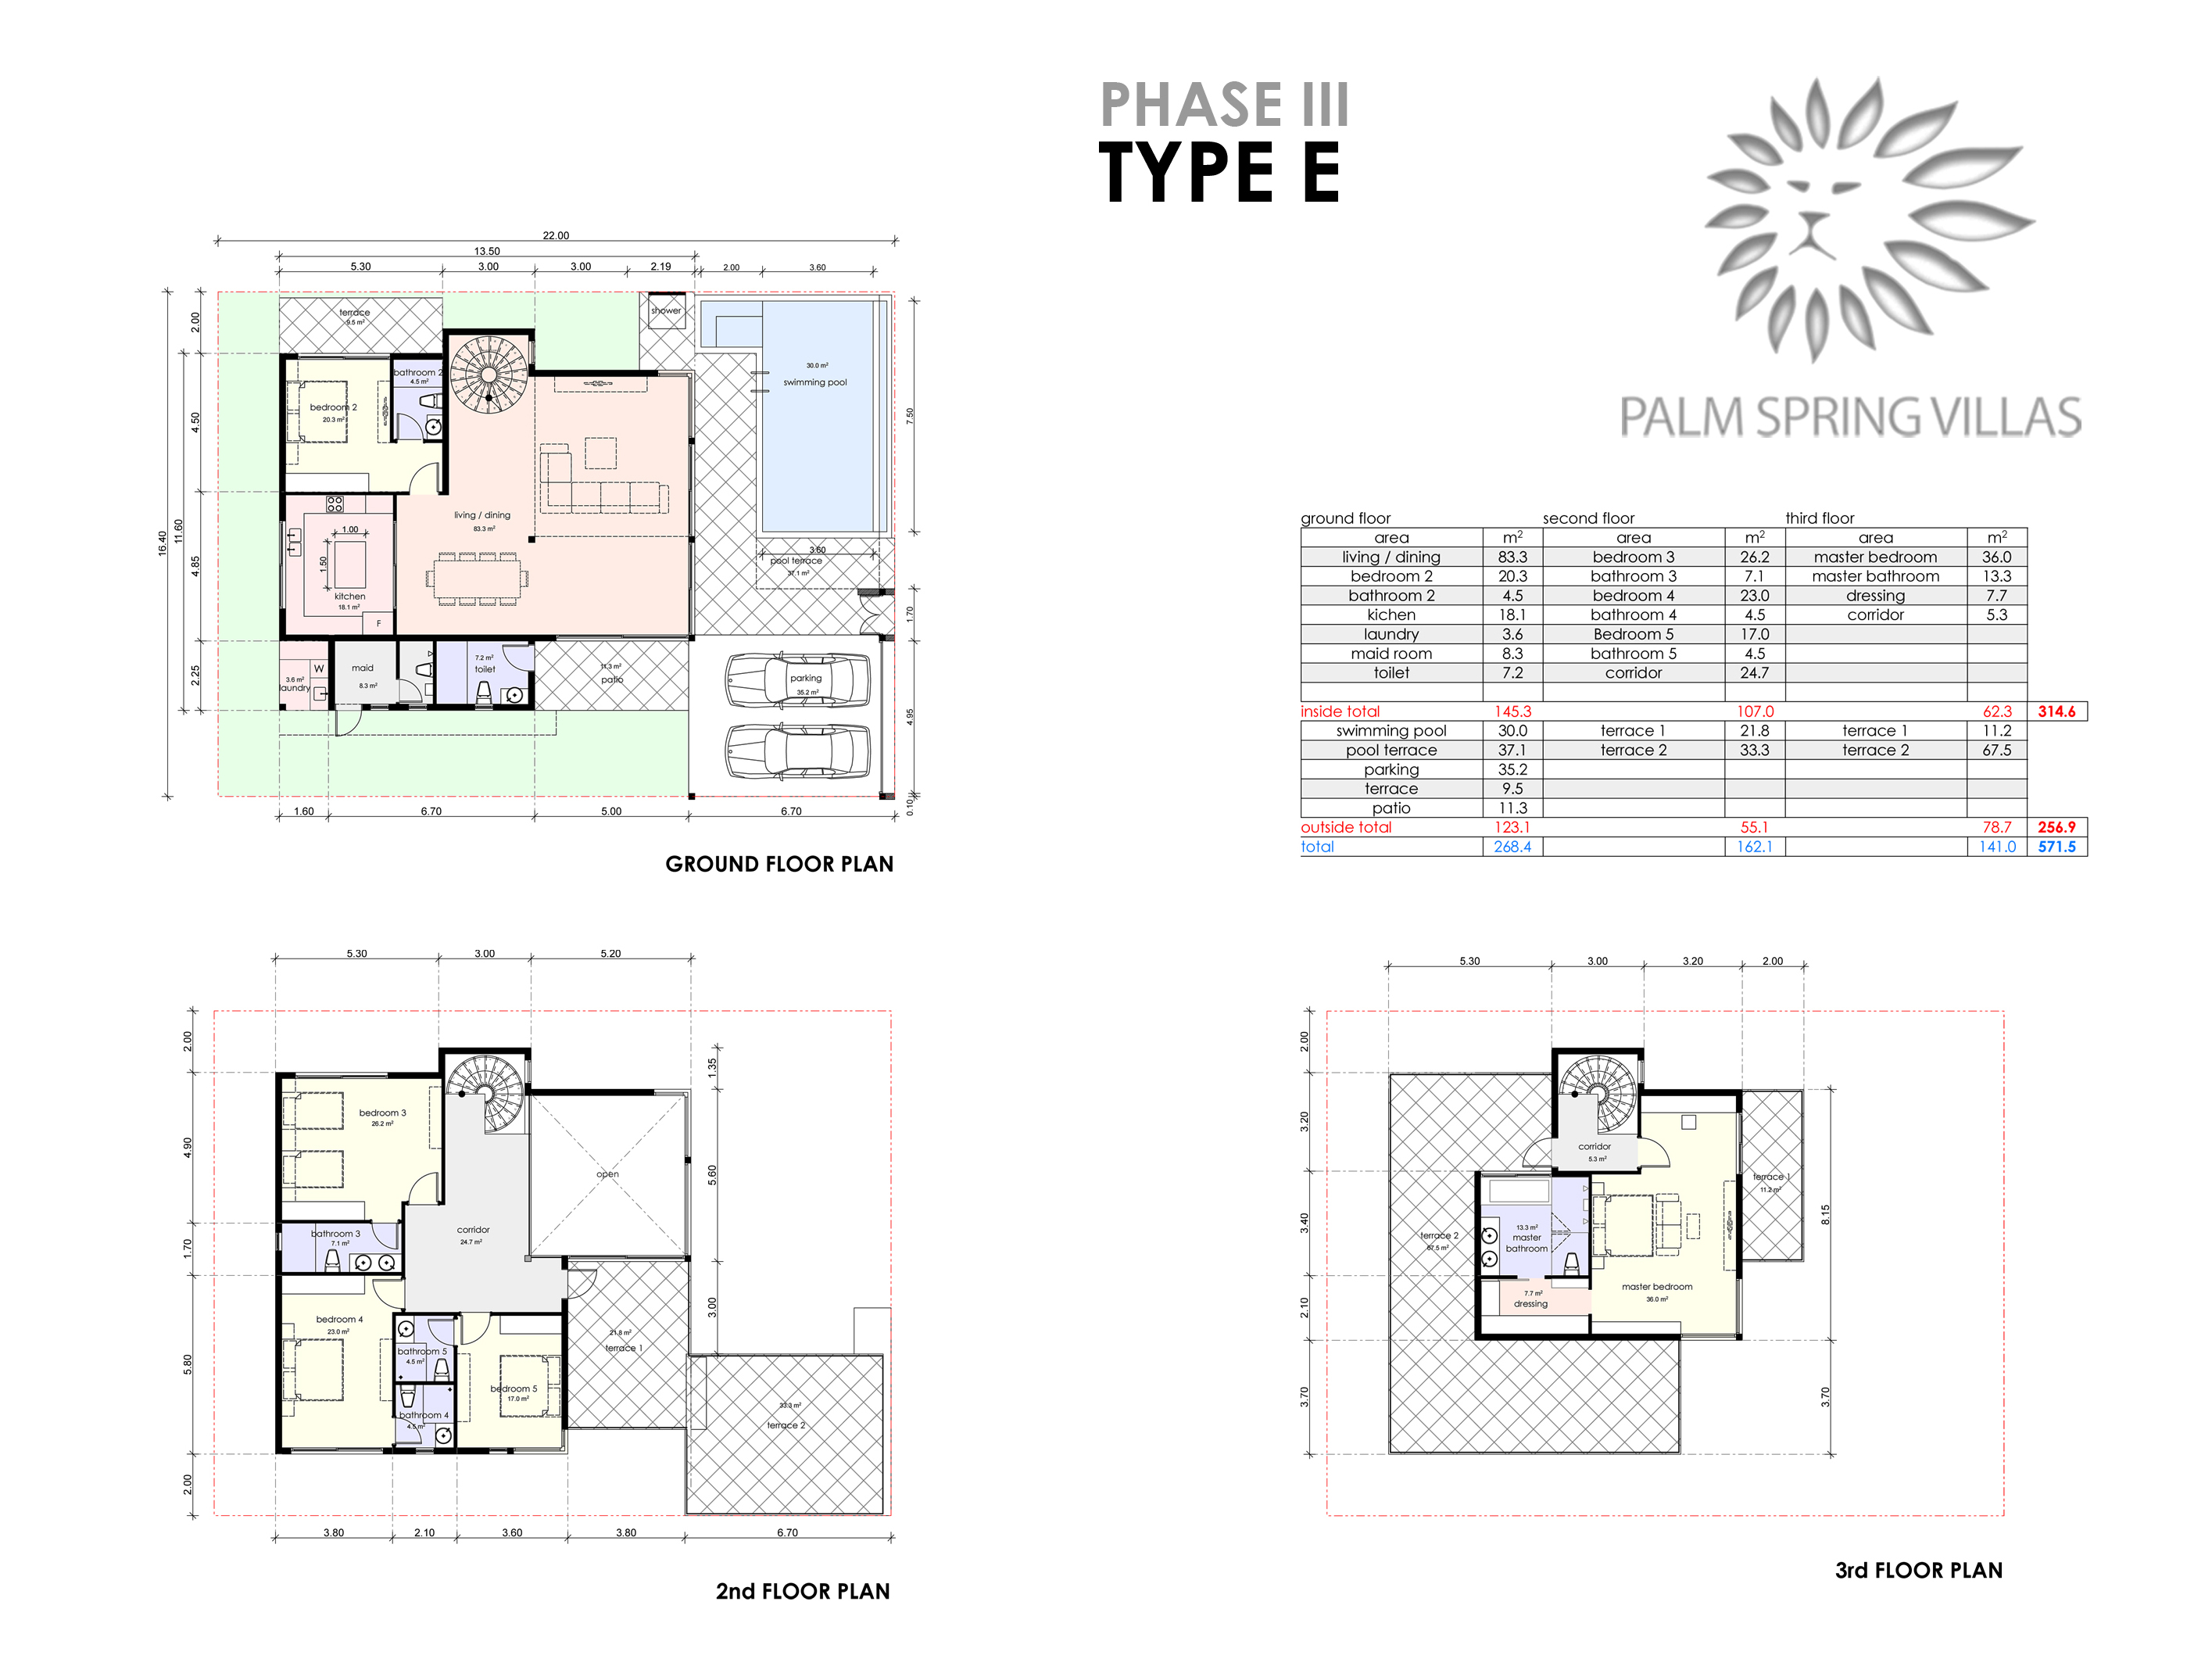 PHASE III
TYPE E
PALM SPRING VILLAS
22.00
13.50
5.30 3.00 3.00 2.19 2.00 3.60
16.40
11.60
2.00
4.50
4.85
2.25
terrace
9.5 m²
shower
bathroom 2
4.5 m²
bedroom 2
20.3 m²
30.0 m²
swimming pool
7.50
living / dining
83.3 m²
1.00
1.50
kitchen
18.1 m²
F
3.60
pool terrace
37.1 m²
1.70
W
3.6 m²
laundry
maid
8.3 m²
7.2 m²
toilet
11.3 m²
patio
parking
35.2 m²
4.95
0.10
1.60 6.70 5.00 6.70
GROUND FLOOR PLAN
ground floor second floor third floor
area m² area m² area m²
living / dining 83.3 bedroom 3 26.2 master bedroom 36.0
bedroom 2 20.3 bathroom 3 7.1 master bathroom 13.3
bathroom 2 4.5 bedroom 4 23.0 dressing 7.7
kichen 18.1 bathroom 4 4.5 corridor 5.3
laundry 3.6 Bedroom 5 17.0
maid room 8.3 bathroom 5 4.5
toilet 7.2 corridor 24.7
inside total 145.3 107.0 62.3 314.6
swimming pool 30.0 terrace 1 21.8 terrace 1 11.2
pool terrace 37.1 terrace 2 33.3 terrace 2 67.5
parking 35.2
terrace 9.5
patio 11.3
outside total 123.1 55.1 78.7 256.9
total 268.4 162.1 141.0 571.5
5.30 3.00 5.20
2.00
4.90
1.70
5.80
2.00
1.35
5.60
3.00
bedroom 3
26.2 m²
open
corridor
24.7 m²
bathroom 3
7.1 m²
bedroom 4
23.0 m²
bathroom 5
4.5 m²
bathroom 4
4.5 m²
bedroom 5
17.0 m²
21.8 m²
terrace 1
33.3 m²
terrace 2
3.80 2.10 3.60 3.80 6.70
2nd FLOOR PLAN
5.30 3.00 3.20 2.00
2.00
3.20
3.40
2.10
3.70
8.15
3.70
corridor
5.3 m²
terrace 1
11.2 m²
terrace 2
67.5 m²
13.3 m²
master
bathroom
7.7 m²
dressing
master bedroom
36.0 m²
3rd FLOOR PLAN